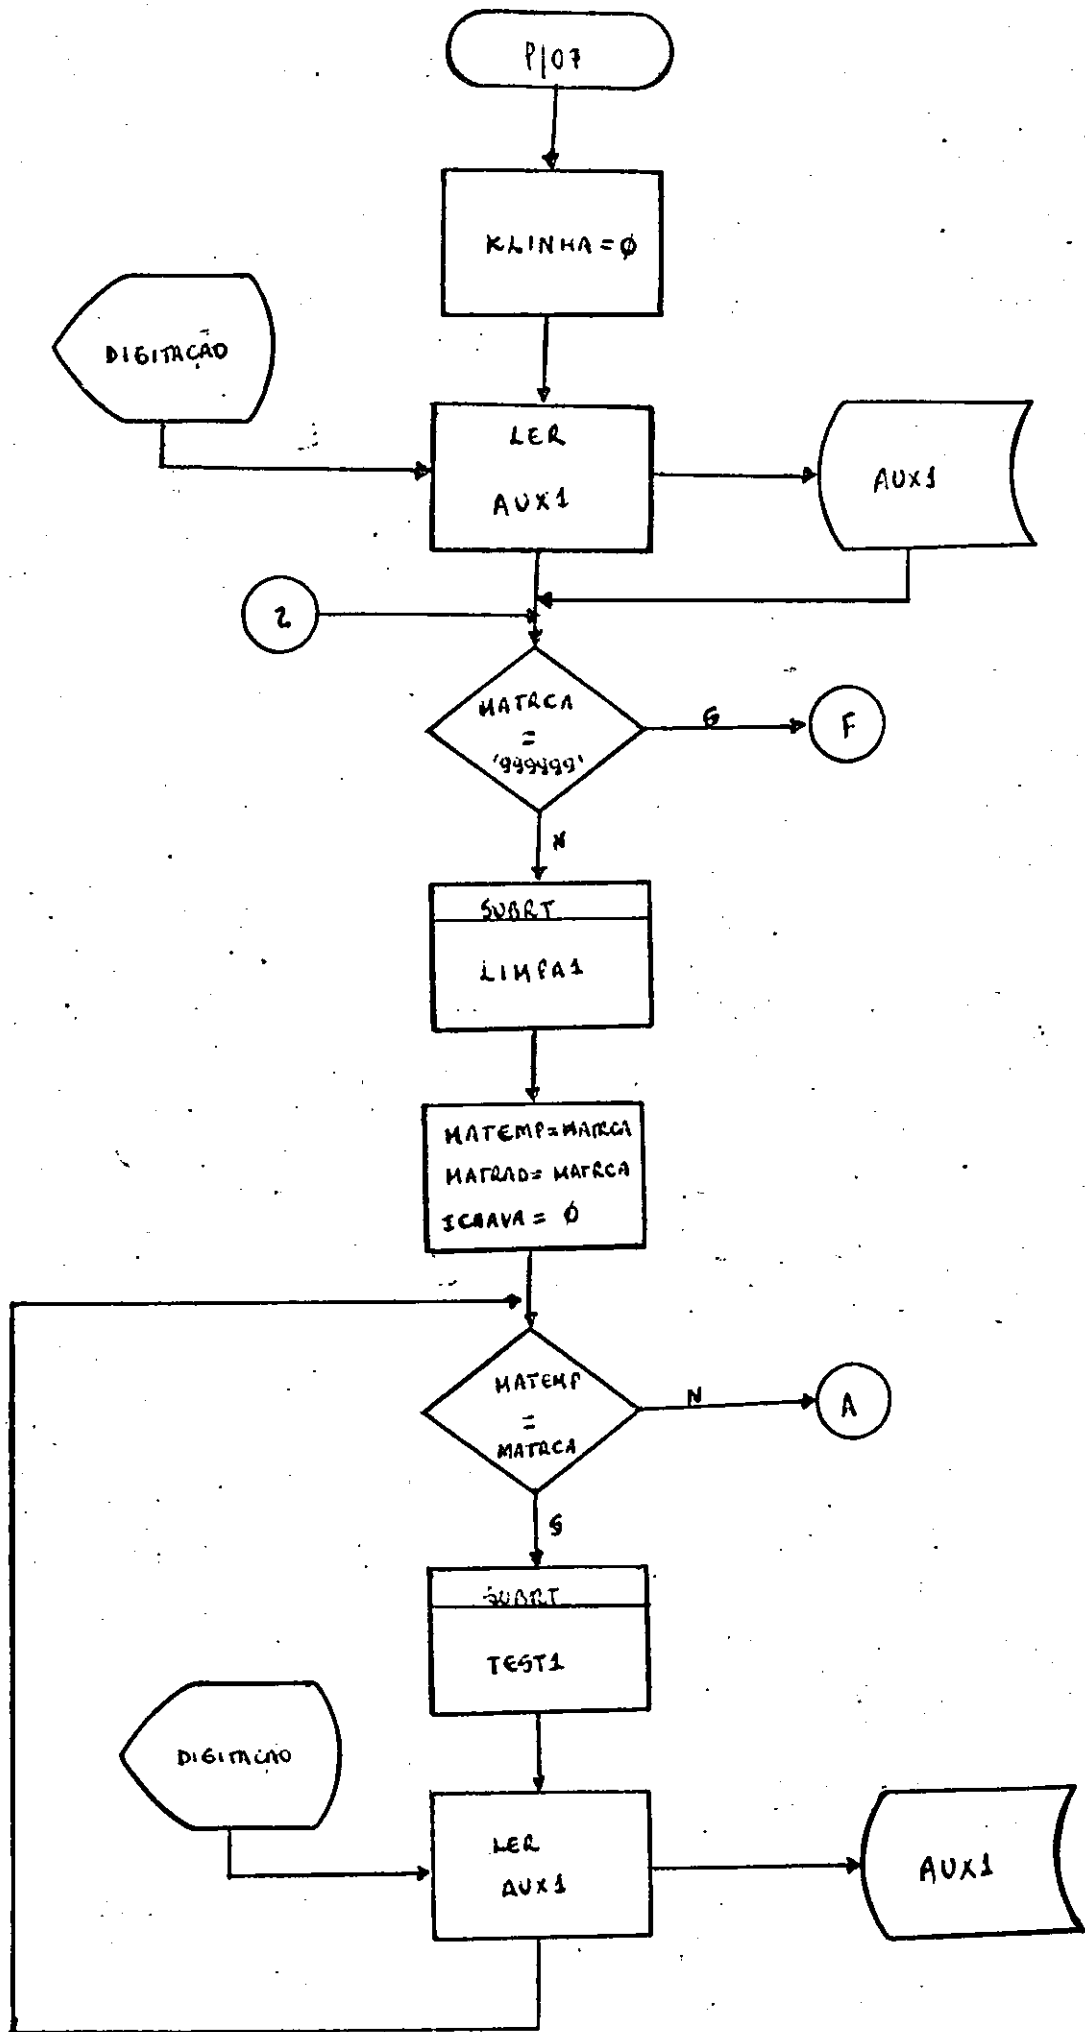 P/07
KLINHA = Ø
DIGITAÇÃO
LER
AUX1
AUX1
2
MATRCA
=
'999999'
S
F
N
SUBRT
LIMPA1
MATEMP = MATRCA
MATRAD = MATRCA
= Ø
MATEMP
=
MATRCA
N
A
S
SUBRT
TEST1
DIGITAÇÃO
LER
AUX1
AUX1